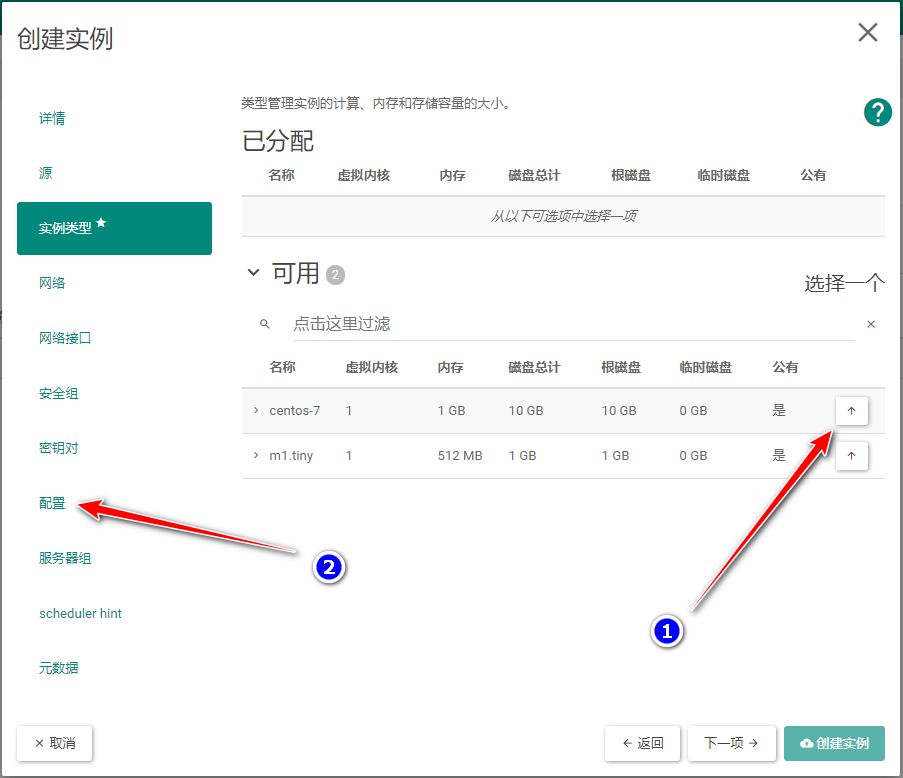 创建实例
详情
源
实例类型
网络
网络接口
安全组
密钥对
配置
服务器组
scheduler hint
元数据
类型管理实例的计算、内存和存储容量的大小。
?
已分配
名称 虚拟内核 内存 磁盘总计 根磁盘 临时磁盘 公有
从以下可选项中选择一项
可用 2
选择一个
点击这里过滤
名称 虚拟内核 内存 磁盘总计 根磁盘 临时磁盘 公有
centos-7 1 1 GB 10 GB 10 GB 0 GB 是
m1.tiny 1 512 MB 1 GB 1 GB 0 GB 是
2
1
× 取消
返回
下一项
创建实例